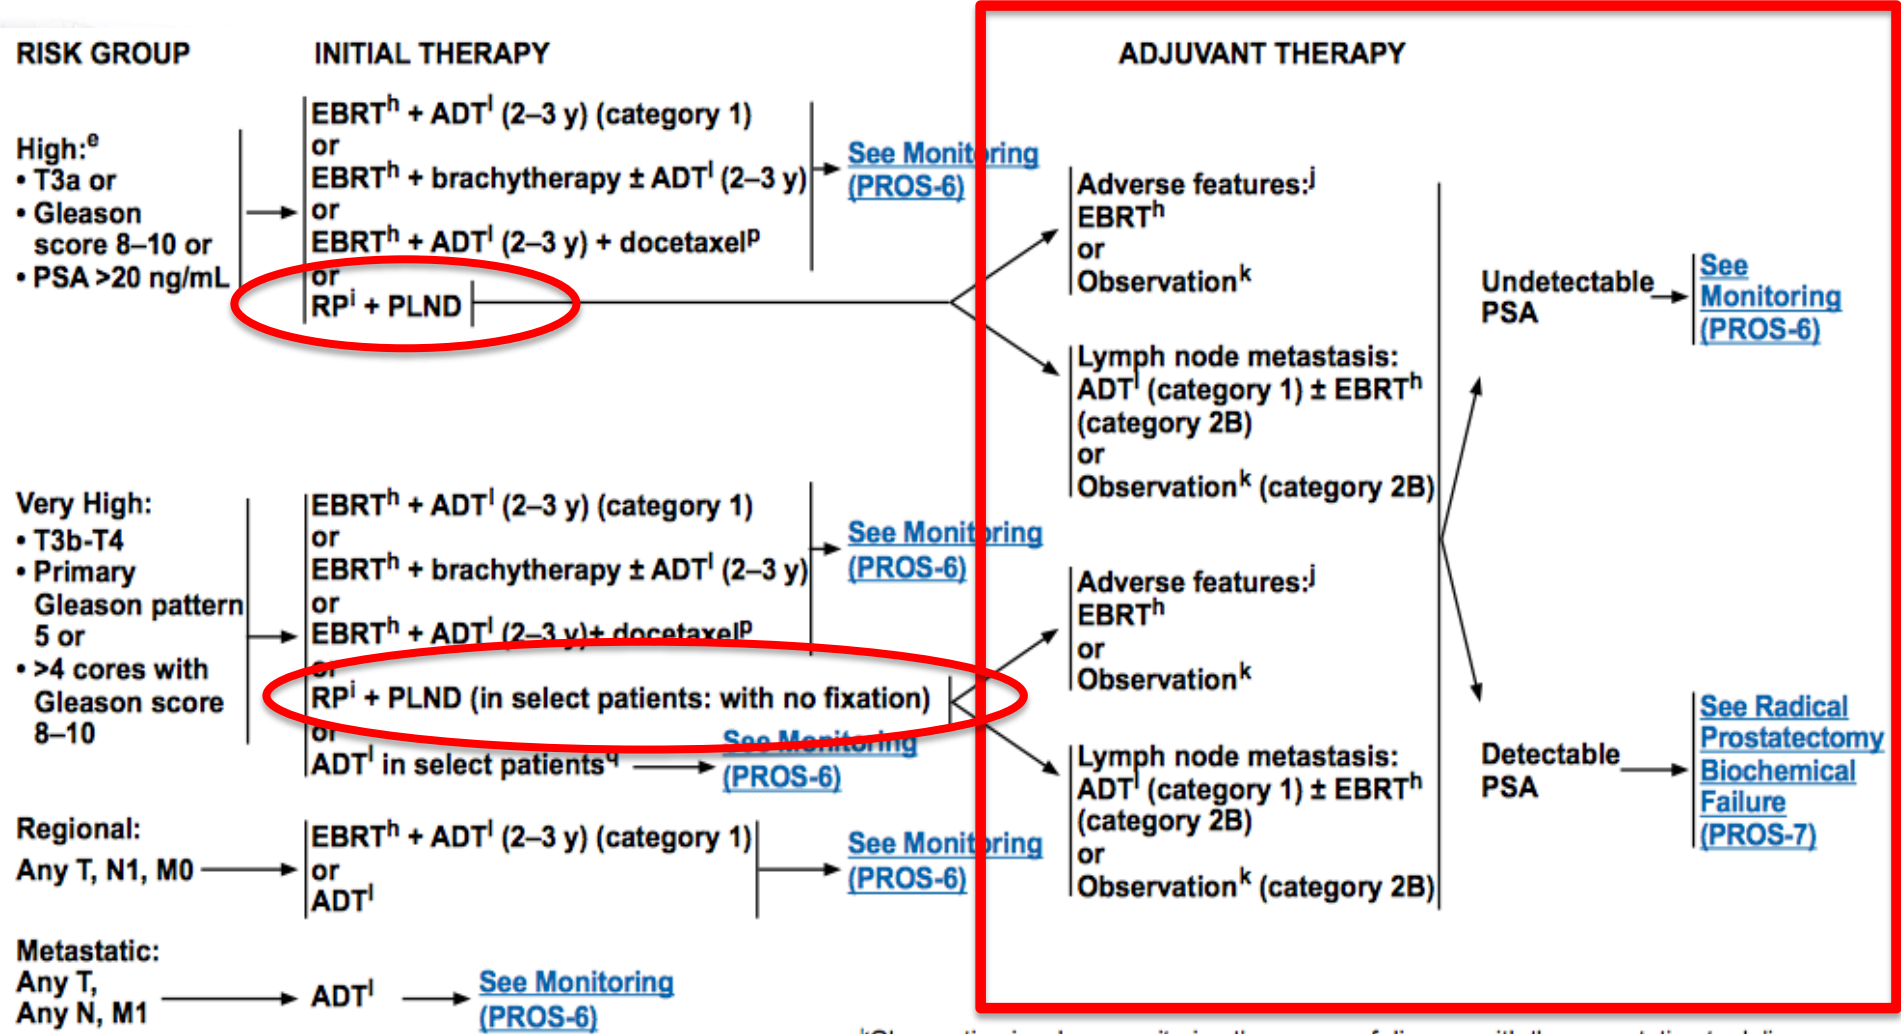 RISK GROUP
INITIAL THERAPY
ADJUVANT THERAPY
High:e
• T3a or
• Gleason
score 8–10 or
• PSA >20 ng/mL
EBRTh + ADTl (2–3 y) (category 1)
or
EBRTh + brachytherapy ± ADTl (2–3 y)
or
EBRTh + ADTl (2–3 y) + docetaxelp
or
RPi + PLND
See Monitoring
(PROS-6)
Adverse features:j
EBRTh
or
Observationk
Lymph node metastasis:
ADTl (category 1) ± EBRTh
(category 2B)
or
Observationk (category 2B)
Undetectable
PSA
See
Monitoring
(PROS-6)
Very High:
• T3b-T4
• Primary
Gleason pattern
5 or
• >4 cores with
Gleason score
8–10
EBRTh + ADTl (2–3 y) (category 1)
or
EBRTh + brachytherapy ± ADTl (2–3 y)
or
EBRTh + ADTl (2–3 y)+ docetaxelp
or
RPi + PLND (in select patients: with no fixation)
or
ADTl in select patientsq
See Monitoring
(PROS-6)
See Monitoring
(PROS-6)
Adverse features:j
EBRTh
or
Observationk
Lymph node metastasis:
ADTl (category 1) ± EBRTh
(category 2B)
or
Observationk (category 2B)
Detectable
PSA
See Radical
Prostatectomy
Biochemical
Failure
(PROS-7)
Regional:
Any T, N1, M0
EBRTh + ADTl (2–3 y) (category 1)
or
ADTl
See Monitoring
(PROS-6)
Metastatic:
Any T,
Any N, M1
ADTl
See Monitoring
(PROS-6)